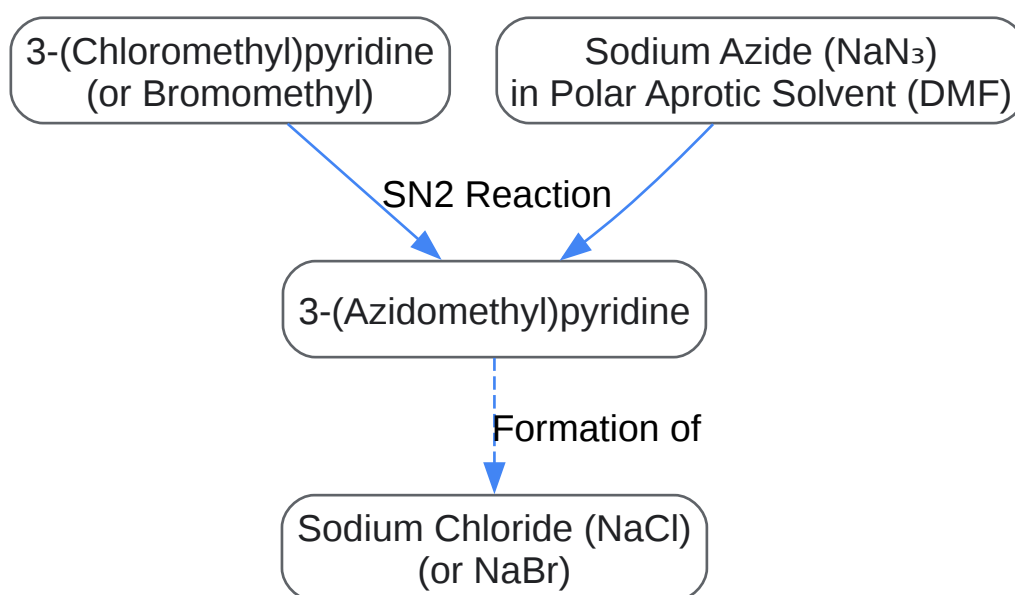 3-(Chloromethyl)pyridine
(or Bromomethyl)
Sodium Azide (NaN₃)
in Polar Aprotic Solvent (DMF)
SN2 Reaction
3-(Azidomethyl)pyridine
Formation of
Sodium Chloride (NaCl)
(or NaBr)